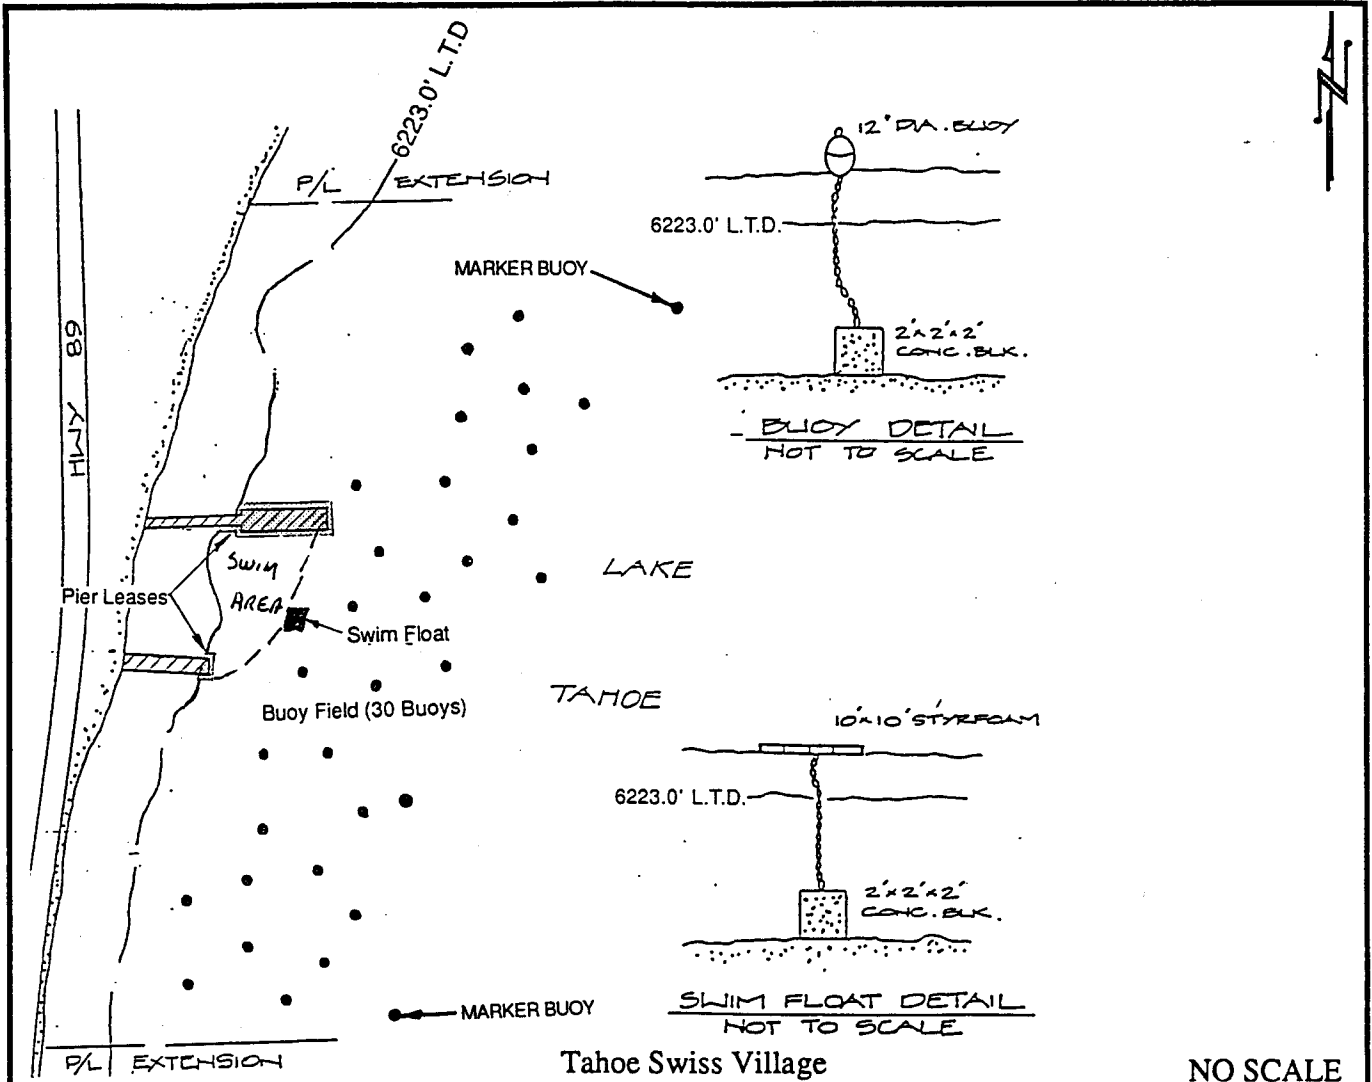 6223.0' L.T.D
P/L EXTENSION
12" DIA. BUOY
6223.0' L.T.D.
MARKER BUOY
2'x2'x2'
CONC. BLK.
BUOY DETAIL
NOT TO SCALE
HWY 89
SWIM
AREA
Pier Leases
Swim Float
LAKE
TAHOE
Buoy Field (30 Buoys)
10'x10' STYRFOAM
6223.0' L.T.D.
2'x2'x2'
CONC. BLK.
SWIM FLOAT DETAIL
NOT TO SCALE
MARKER BUOY
P/L EXTENSION
Tahoe Swiss Village
NO SCALE